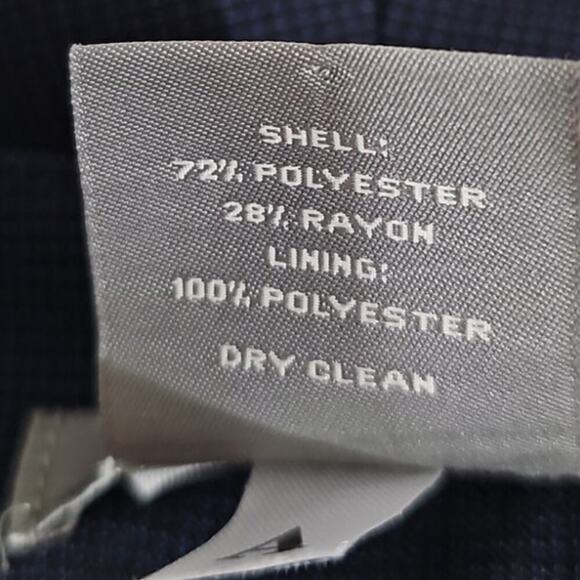 SHELL:
72% POLYESTER
28% RAYON
LINING:
100% POLYESTER
DRY CLEAN